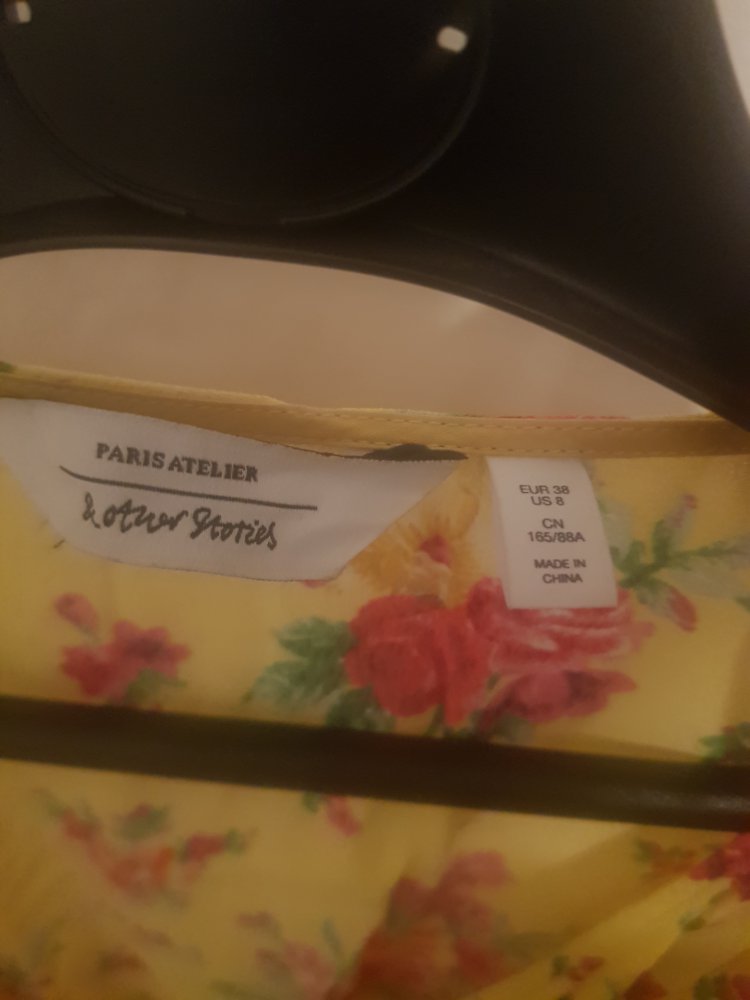 PARIS ATELIER
& other Stories
EUR 38
US 8
CN
165/88A
MADE IN
CHINA